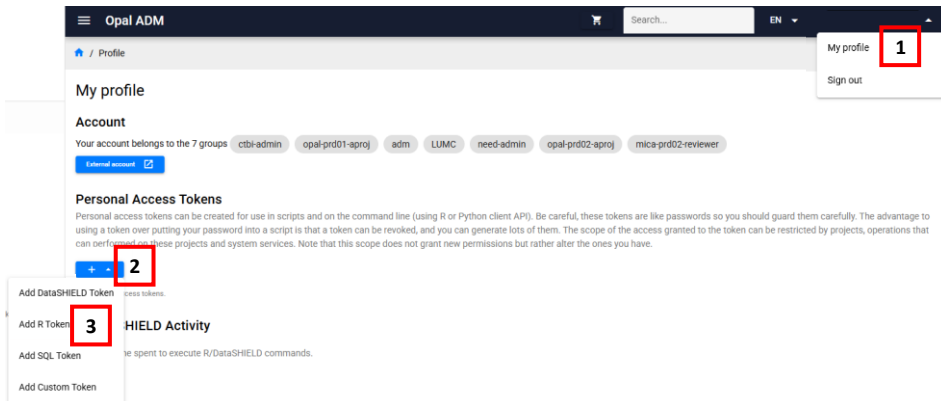 Opal ADM
Search...
EN
/ Profile
My profile
1
Sign out
My profile
Account
Your account belongs to the 7 groups ctbi-admin opal-prd01-aproj adm LUMC need-admin opal-prd02-aproj mica-prd02-reviewer
External account
Personal Access Tokens
Personal access tokens can be created for use in scripts and on the command line (using R or Python client API). Be careful, these tokens are like passwords so you should guard them carefully. The advantage to
using a token over putting your password into a script is that a token can be revoked, and you can generate lots of them. The scope of the access granted to the token can be restricted by projects, operations that
can performed on these projects and system services. Note that this scope does not grant new permissions but rather alter the ones you have.
+
2
Add DataSHIELD Token
access tokens.
Add R Token
3
SHIELD Activity
Add SQL Token
spent to execute R/DataSHIELD commands.
Add Custom Token